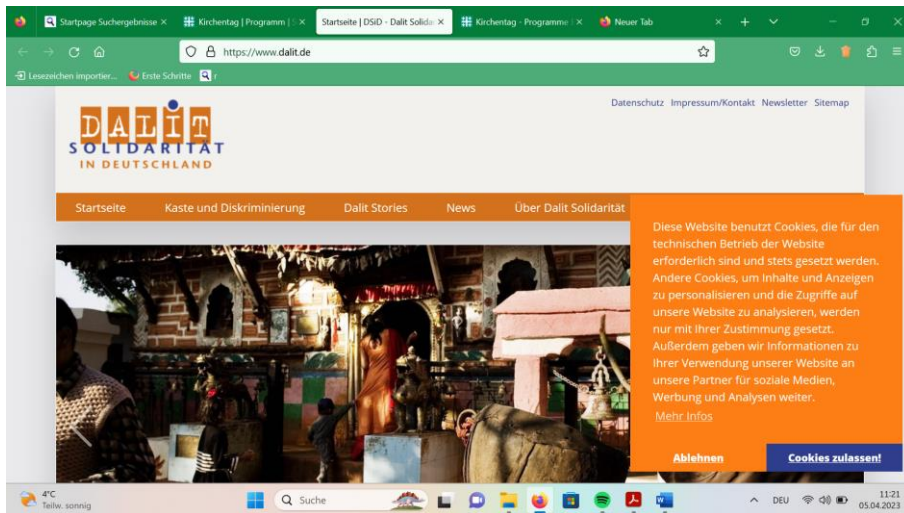 Startpage Suchergebnisse
Kirchentag | Programm | S
Startseite | DSiD - Dalit Solidar
Kirchentag - Programme
Neuer Tab
https://www.dalit.de
Lesezeichen importier...
Erste Schritte
r
Datenschutz Impressum/Kontakt Newsletter Sitemap
DALIT
SOLIDARITÄT
IN DEUTSCHLAND
Startseite Kaste und Diskriminierung Dalit Stories News Über Dalit Solidarität
Diese Website benutzt Cookies, die für den
technischen Betrieb der Website
erforderlich sind und stets gesetzt werden.
Andere Cookies, um Inhalte und Anzeigen
zu personalisieren und die Zugriffe auf
unsere Website zu analysieren, werden
nur mit Ihrer Zustimmung gesetzt.
Außerdem geben wir Informationen zu
Ihrer Verwendung unserer Website an
unsere Partner für soziale Medien,
Werbung und Analysen weiter.
Mehr Infos
Ablehnen Cookies zulassen!
4°C
Teilw. sonnig
Suche
DEU
11:21
05.04.2023